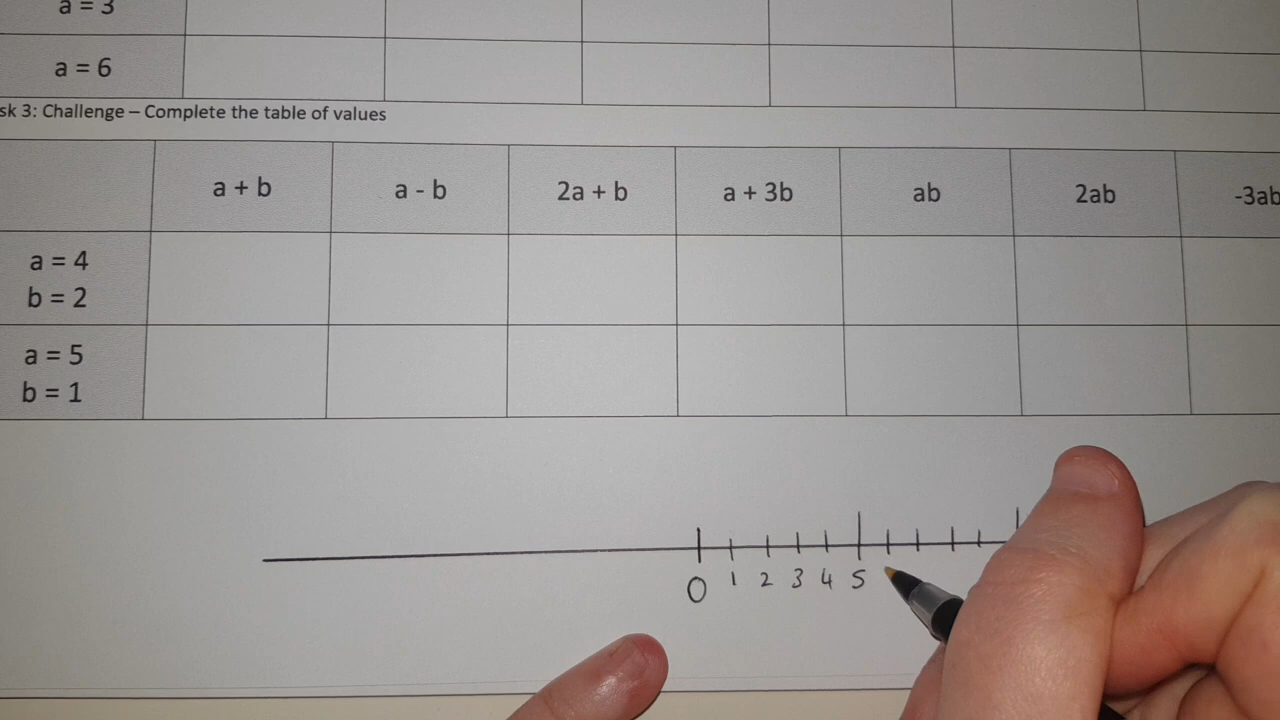 a = 3
a = 6
sk 3: Challenge – Complete the table of values
a + b a - b 2a + b a + 3b ab 2ab -3ab
a = 4
b = 2
a = 5
b = 1
0 1 2 3 4 5